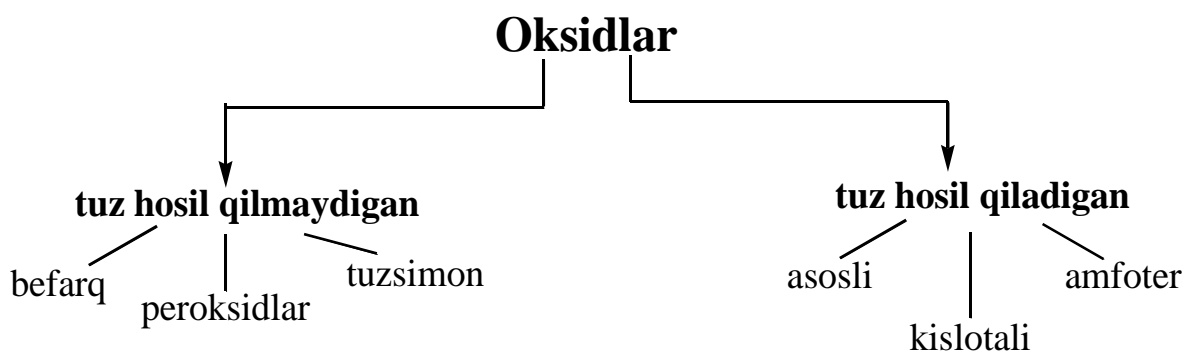 Oksidlar
tuz hosil qilmaydigan
befarq
peroksidlar
tuzsimon
tuz hosil qiladigan
asosli
kislotali
amfoter